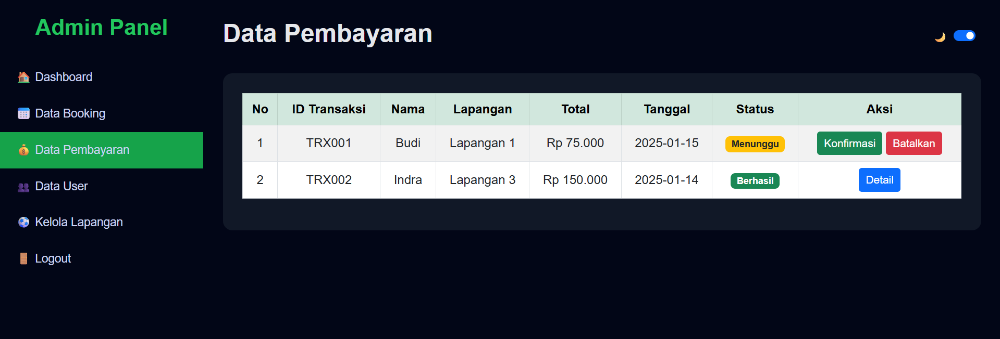 Admin Panel
Dashboard
Data Booking
Data Pembayaran
Data User
Kelola Lapangan
Logout
Data Pembayaran
No ID Transaksi Nama Lapangan Total Tanggal Status Aksi
1 TRX001 Budi Lapangan 1 Rp 75.000 2025-01-15 Menunggu Konfirmasi Batalkan
2 TRX002 Indra Lapangan 3 Rp 150.000 2025-01-14 Berhasil Detail